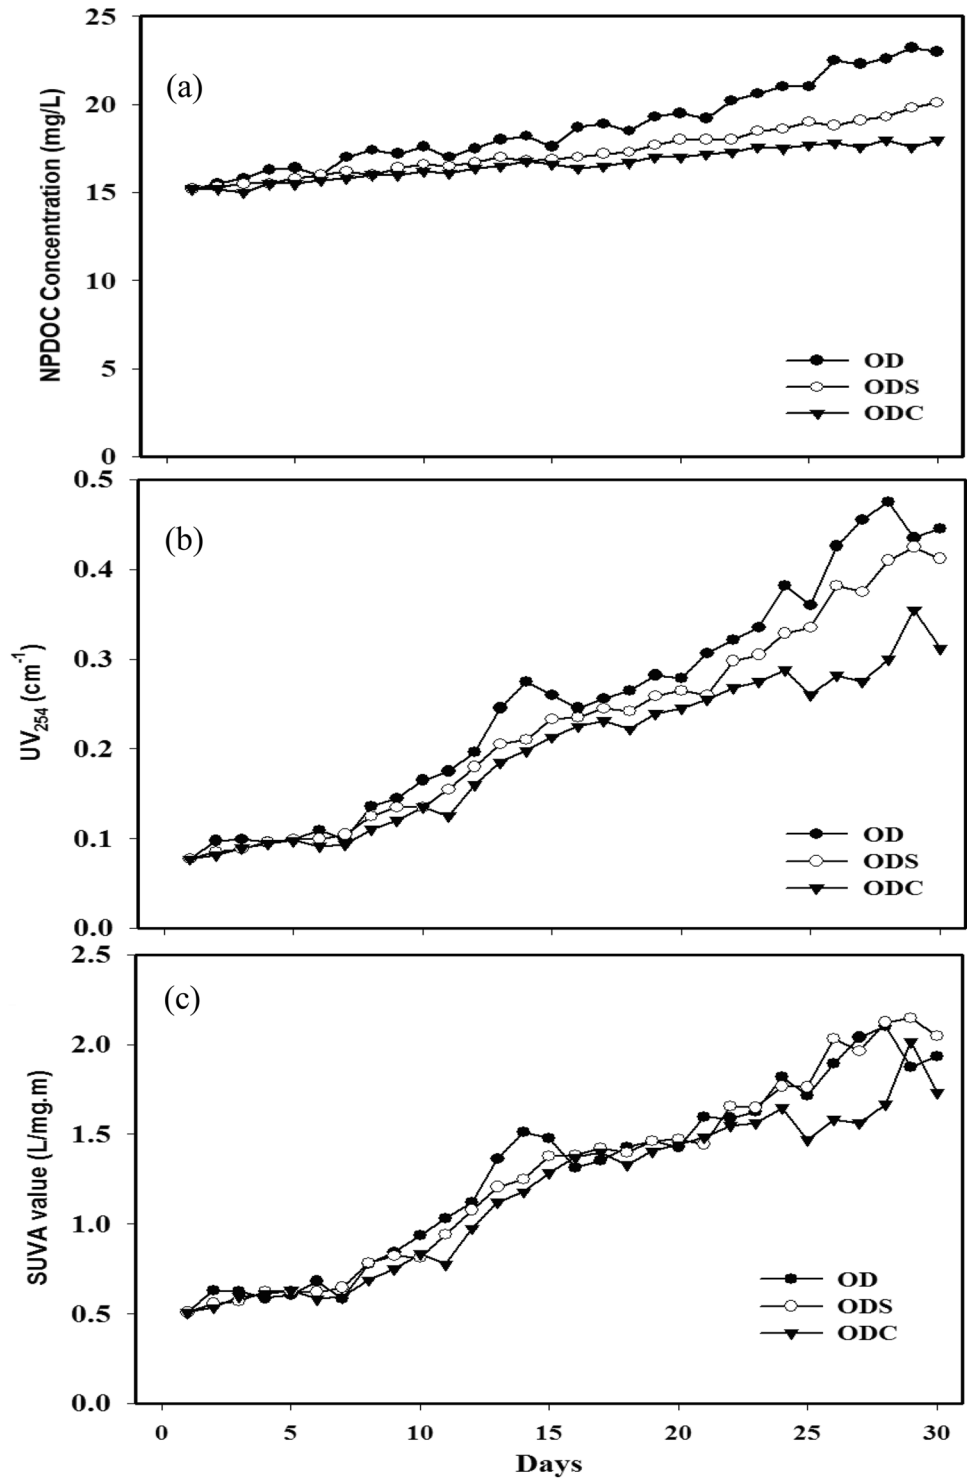 25
20
15
10
5
0
NPDOC Concentration (mg/L)
(a)
OD
ODS
ODC
0.5
0.4
0.3
0.2
0.1
0.0
UV254 (cm-1)
(b)
OD
ODS
ODC
2.5
2.0
1.5
1.0
0.5
0.0
SUVA value (L/mg.m)
(c)
OD
ODS
ODC
0 5 10 15 20 25 30
Days